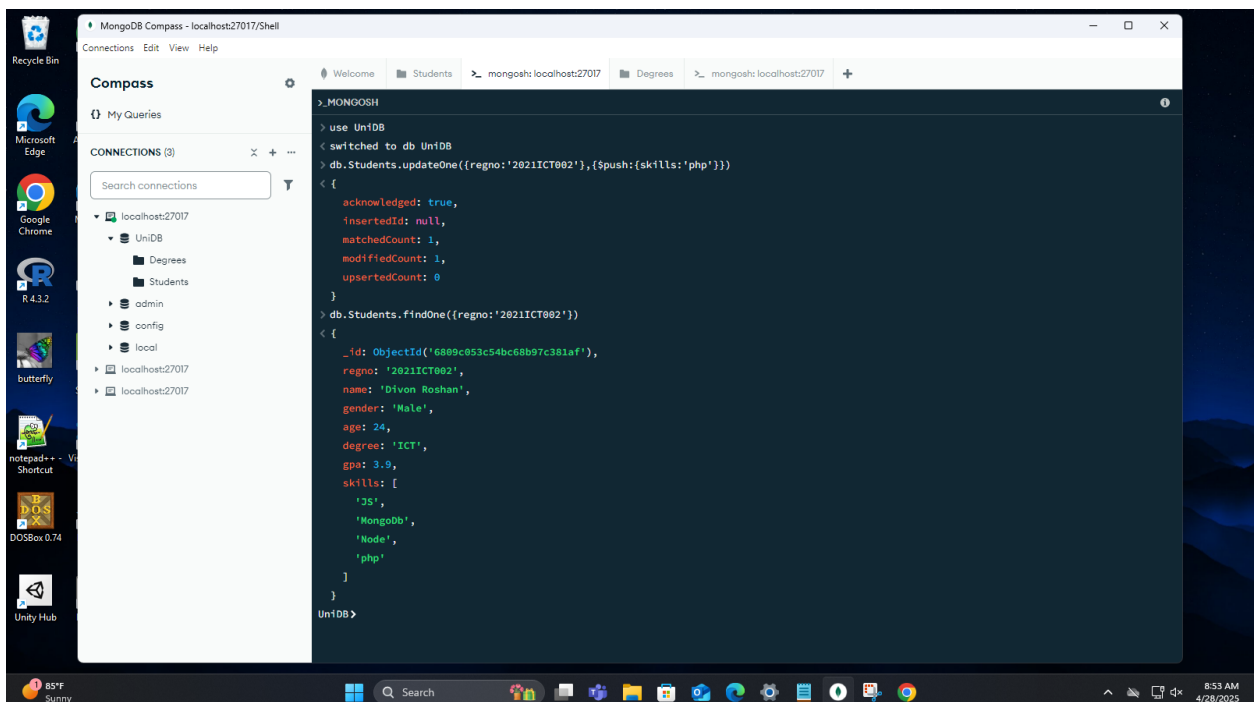 Recycle Bin
Microsoft
Edge
Google
Chrome
R 4.3.2
butterfly
notepad++ -
Shortcut
DOSBox 0.74
Unity Hub
MongoDB Compass - localhost:27017/Shell
Connections Edit View Help
Compass
{} My Queries
CONNECTIONS (3)
Search connections
localhost:27017
UniDB
Degrees
Students
admin
config
local
localhost:27017
localhost:27017
Welcome
Students
>_ mongosh: localhost:27017
Degrees
>_ mongosh: localhost:27017
>_MONGOSH
> use UniDB
< switched to db UniDB
> db.Students.updateOne({regno:'2021ICT002'},{$push:{skills:'php'}})
< {
acknowledged: true,
insertedId: null,
matchedCount: 1,
modifiedCount: 1,
upsertedCount: 0
}
> db.Students.findOne({regno:'2021ICT002'})
< {
_id: ObjectId('6809c053c54bc68b97c381af'),
regno: '2021ICT002',
name: 'Divon Roshan',
gender: 'Male',
age: 24,
degree: 'ICT',
gpa: 3.9,
skills: [
'JS',
'MongoDb',
'Node',
'php'
]
}
UniDB>
1
85°F
Sunny
Search
8:53 AM
4/28/2025